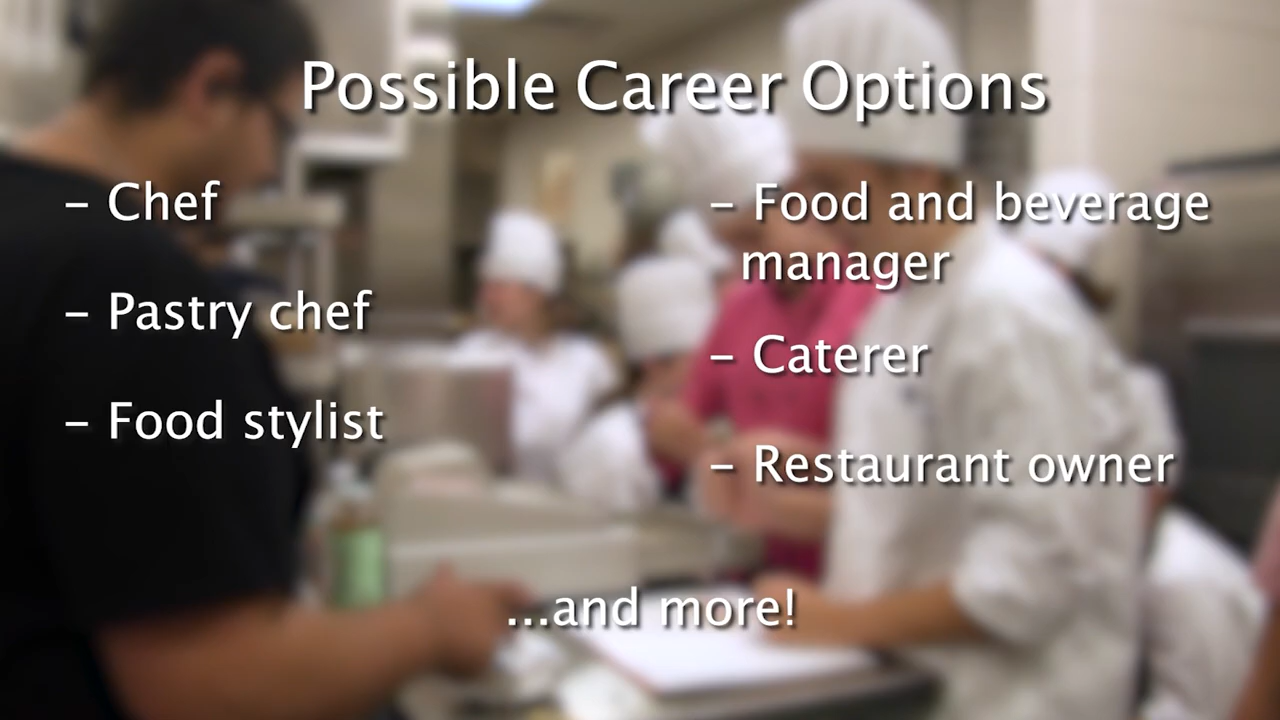 Possible Career Options
– Chef
– Pastry chef
– Food stylist
– Food and beverage
manager
– Caterer
– Restaurant owner
...and more!